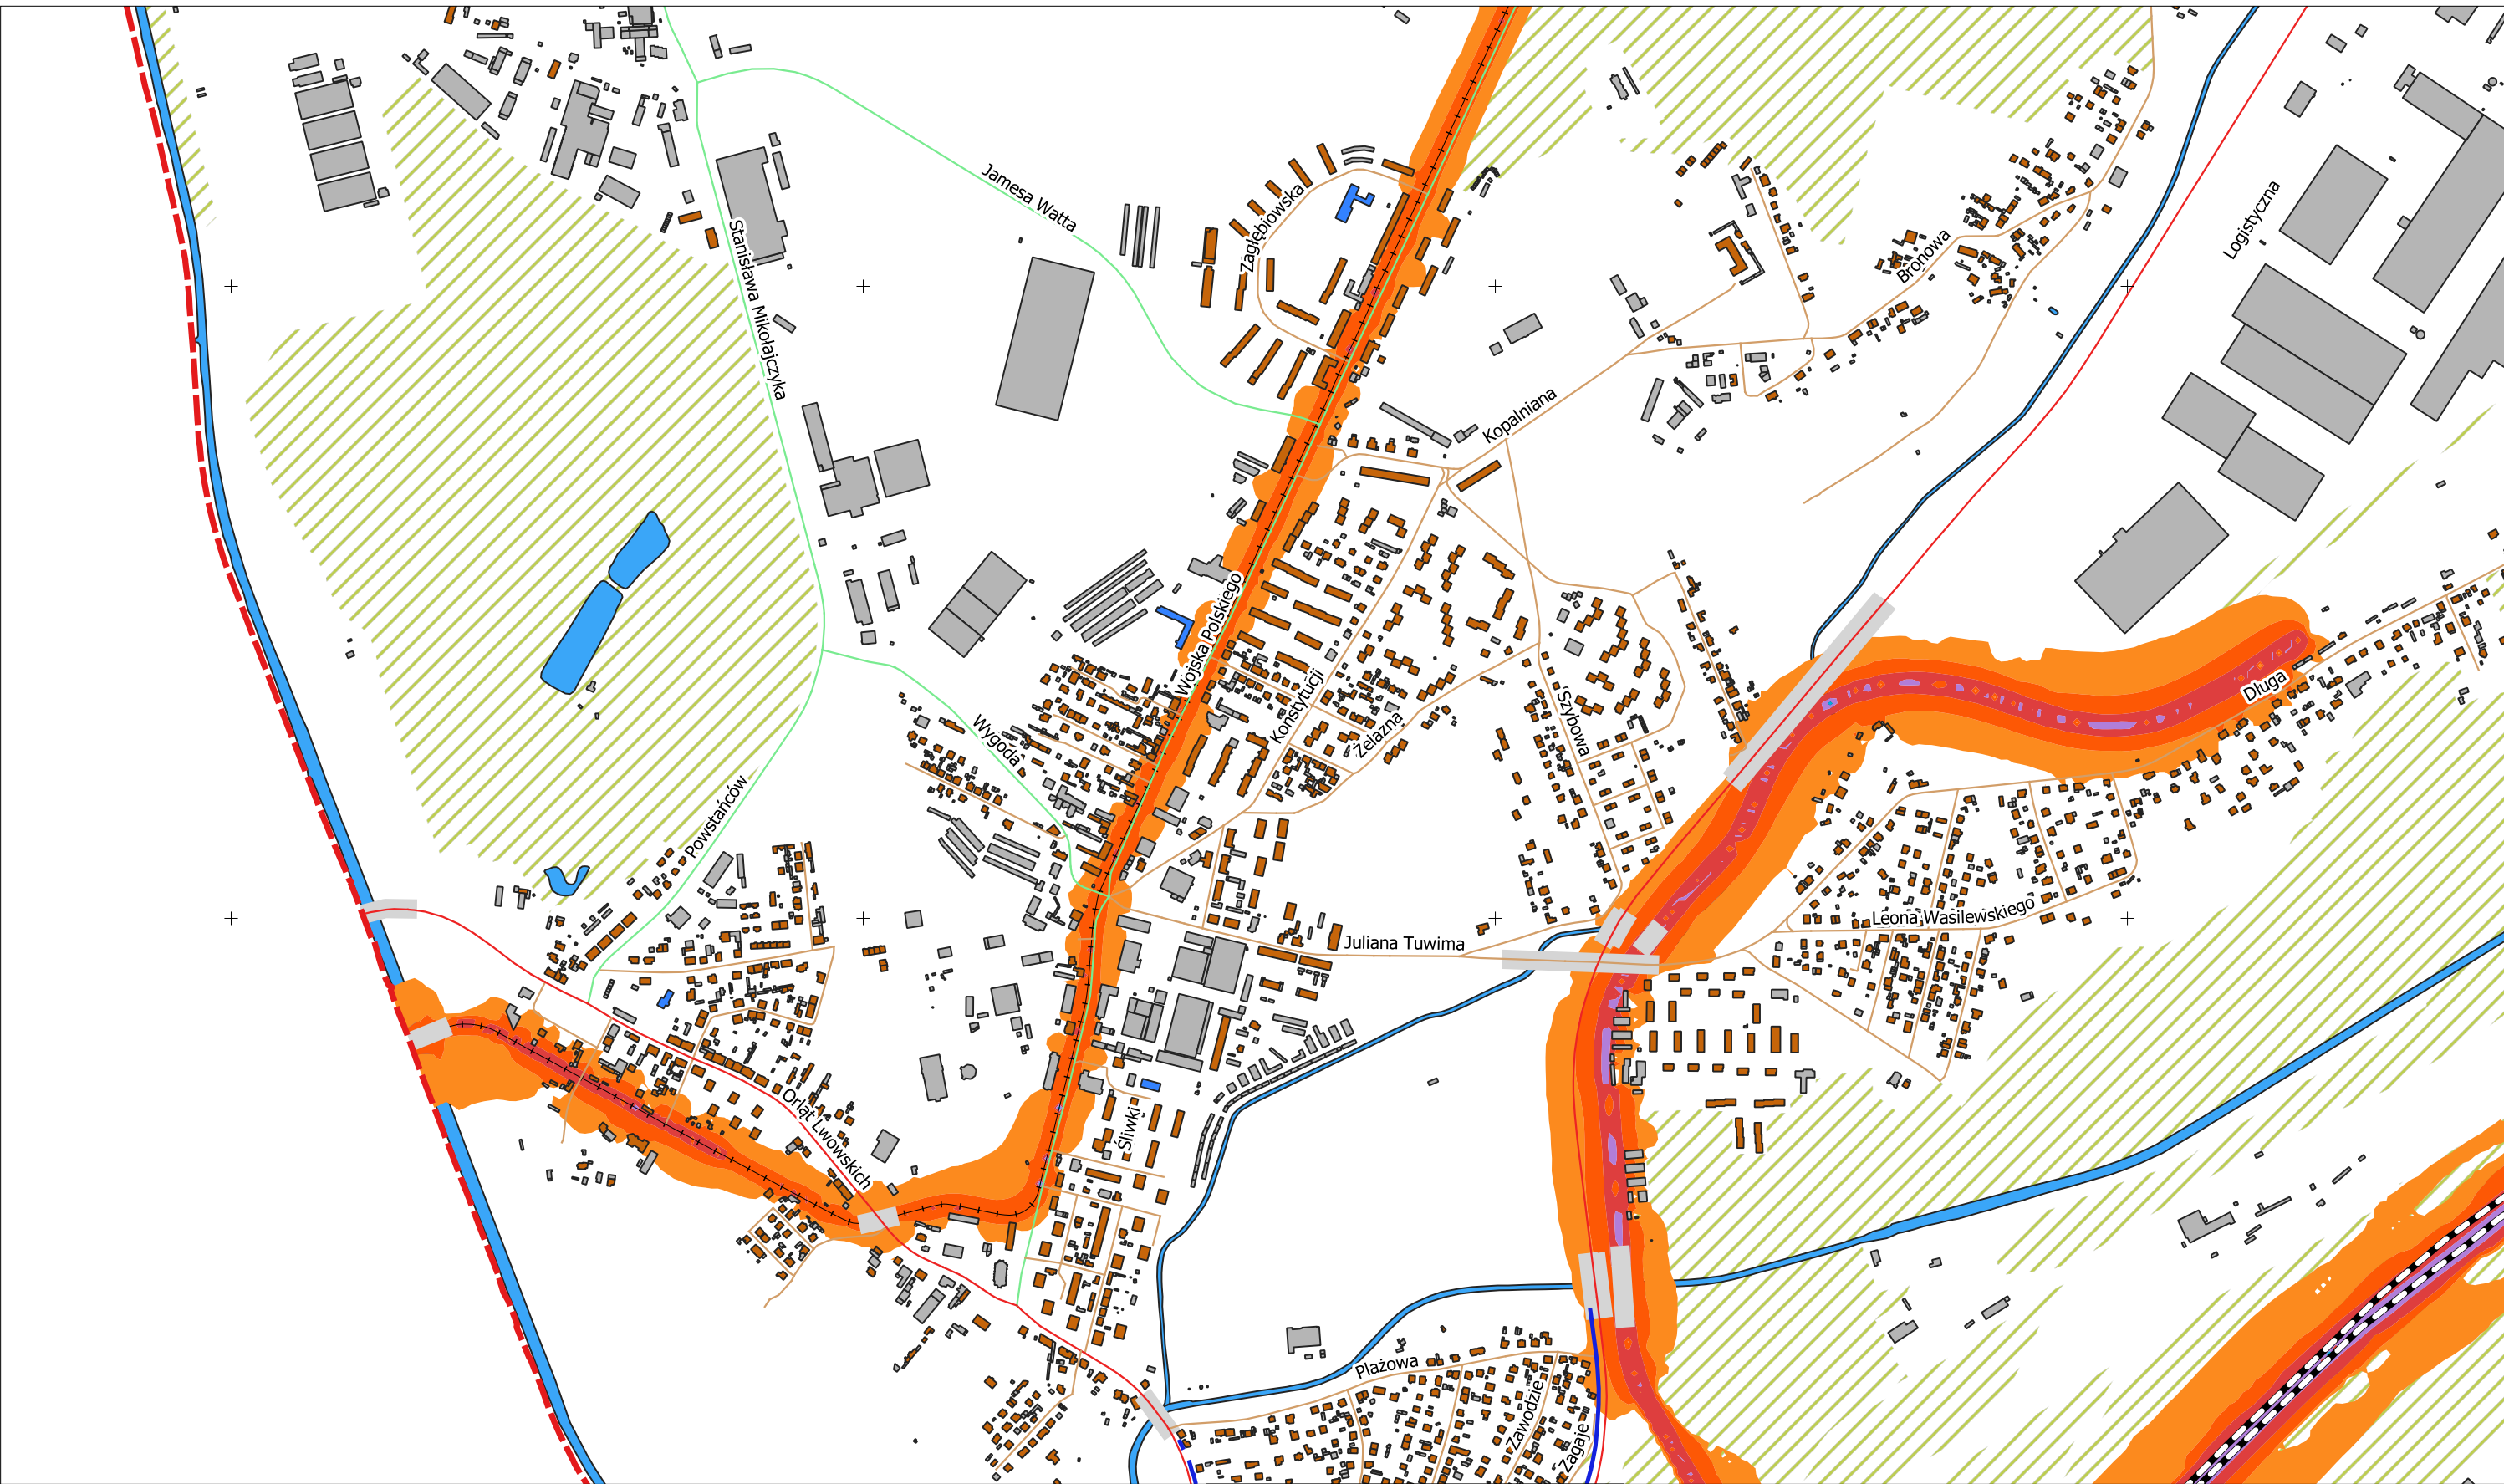 Jamesa Watta
Zagłębiowska
Logistyczna
Stanisława Mikołajczyka
Bronowa
Kopalniana
Wojska Polskiego
Długa
Konstytucji
Szybowa
Żelazna
Wygoda
Powstańców
Leona Wasilewskiego
Juliana Tuwima
Orląt Lwowskich
Śliwki
Plażowa
Zawodzie
Zagaje